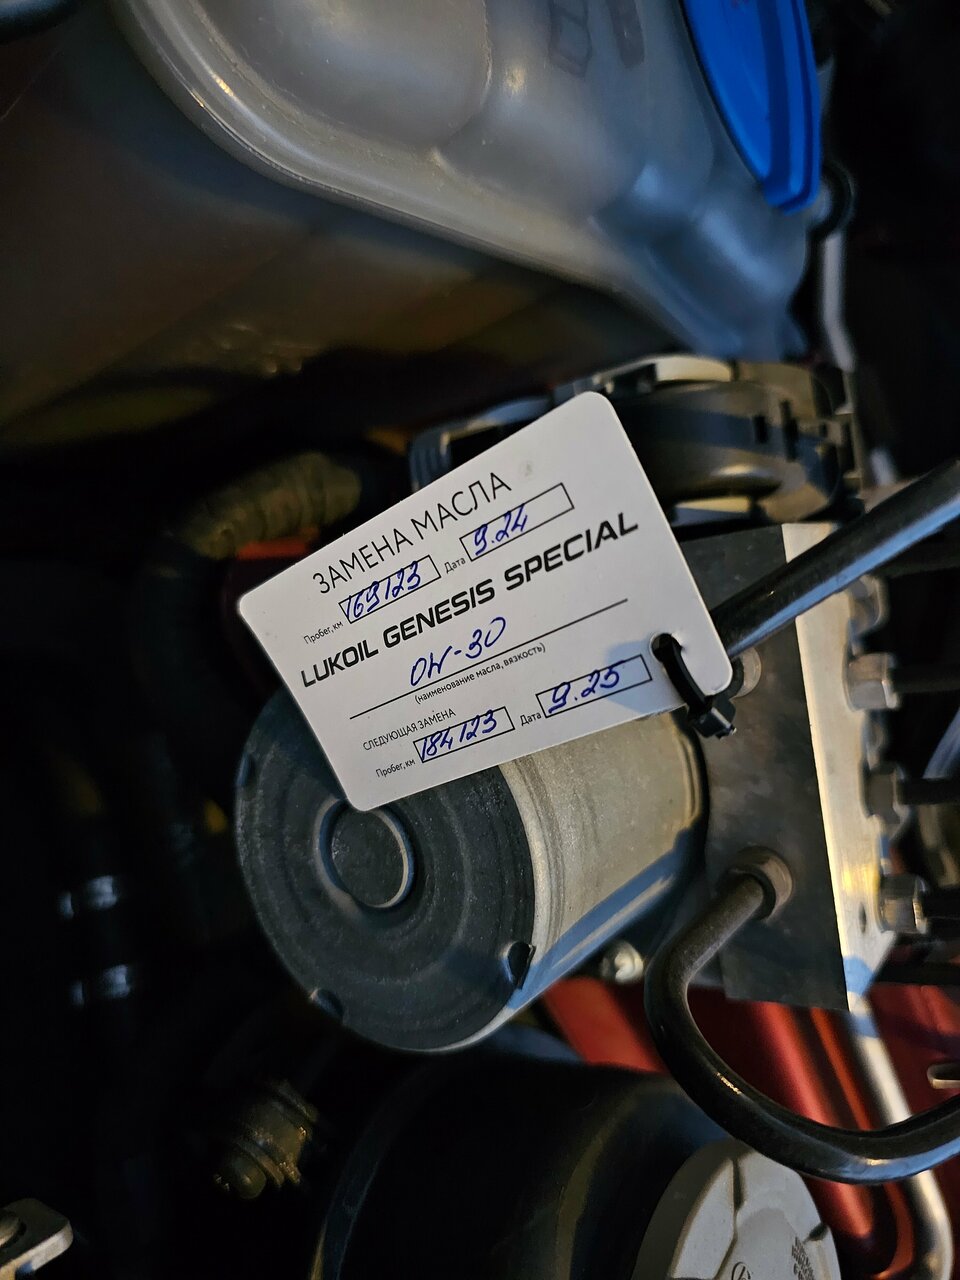 ЗАМЕНА МАСЛА
Пробег, км 169123 Дата 9.24
LUKOIL GENESIS SPECIAL
0W-30
(наименование масла, вязкость)
СЛЕДУЮЩАЯ ЗАМЕНА
Пробег, км 184123 Дата 9.25